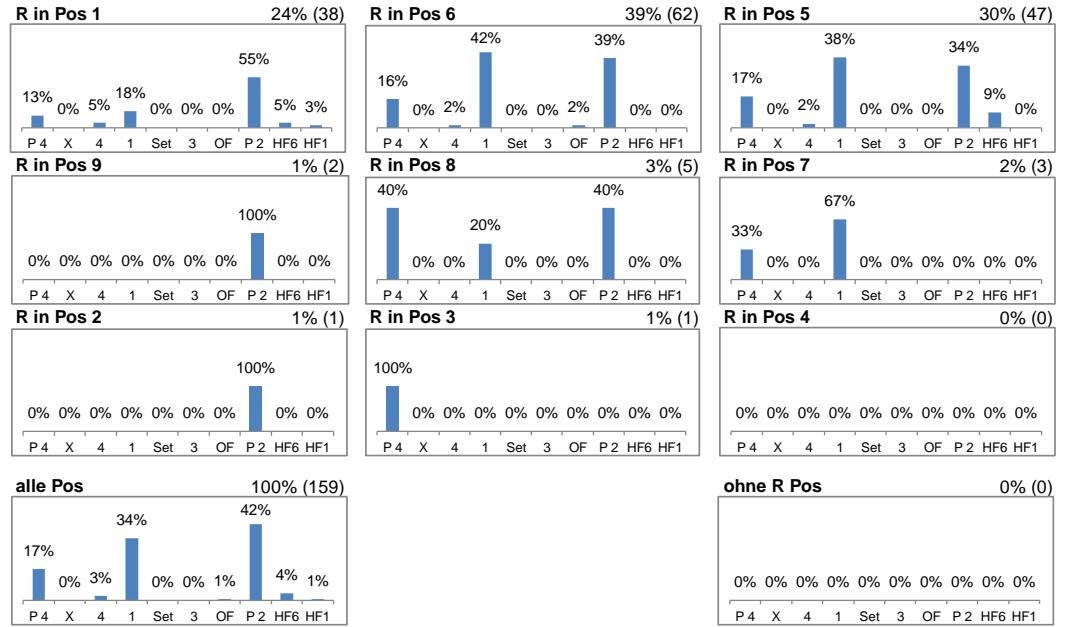 R in Pos 1 24% (38)
13% 0% 5% 18% 0% 0% 0% 55% 5% 3%
P 4 X 4 1 Set 3 OF P 2 HF6 HF1
R in Pos 6 39% (62)
16% 0% 2% 42% 0% 0% 2% 39% 0% 0%
P 4 X 4 1 Set 3 OF P 2 HF6 HF1
R in Pos 5 30% (47)
17% 0% 2% 38% 0% 0% 0% 34% 9% 0%
P 4 X 4 1 Set 3 OF P 2 HF6 HF1
R in Pos 9 1% (2)
0% 0% 0% 0% 0% 0% 0% 100% 0% 0%
P 4 X 4 1 Set 3 OF P 2 HF6 HF1
R in Pos 8 3% (5)
40% 0% 0% 20% 0% 0% 0% 40% 0% 0%
P 4 X 4 1 Set 3 OF P 2 HF6 HF1
R in Pos 7 2% (3)
33% 0% 0% 67% 0% 0% 0% 0% 0% 0%
P 4 X 4 1 Set 3 OF P 2 HF6 HF1
R in Pos 2 1% (1)
0% 0% 0% 0% 0% 0% 0% 100% 0% 0%
P 4 X 4 1 Set 3 OF P 2 HF6 HF1
R in Pos 3 1% (1)
100% 0% 0% 0% 0% 0% 0% 0% 0% 0%
P 4 X 4 1 Set 3 OF P 2 HF6 HF1
R in Pos 4 0% (0)
0% 0% 0% 0% 0% 0% 0% 0% 0% 0%
P 4 X 4 1 Set 3 OF P 2 HF6 HF1
alle Pos 100% (159)
17% 0% 3% 34% 0% 0% 1% 42% 4% 1%
P 4 X 4 1 Set 3 OF P 2 HF6 HF1
ohne R Pos 0% (0)
0% 0% 0% 0% 0% 0% 0% 0% 0% 0%
P 4 X 4 1 Set 3 OF P 2 HF6 HF1